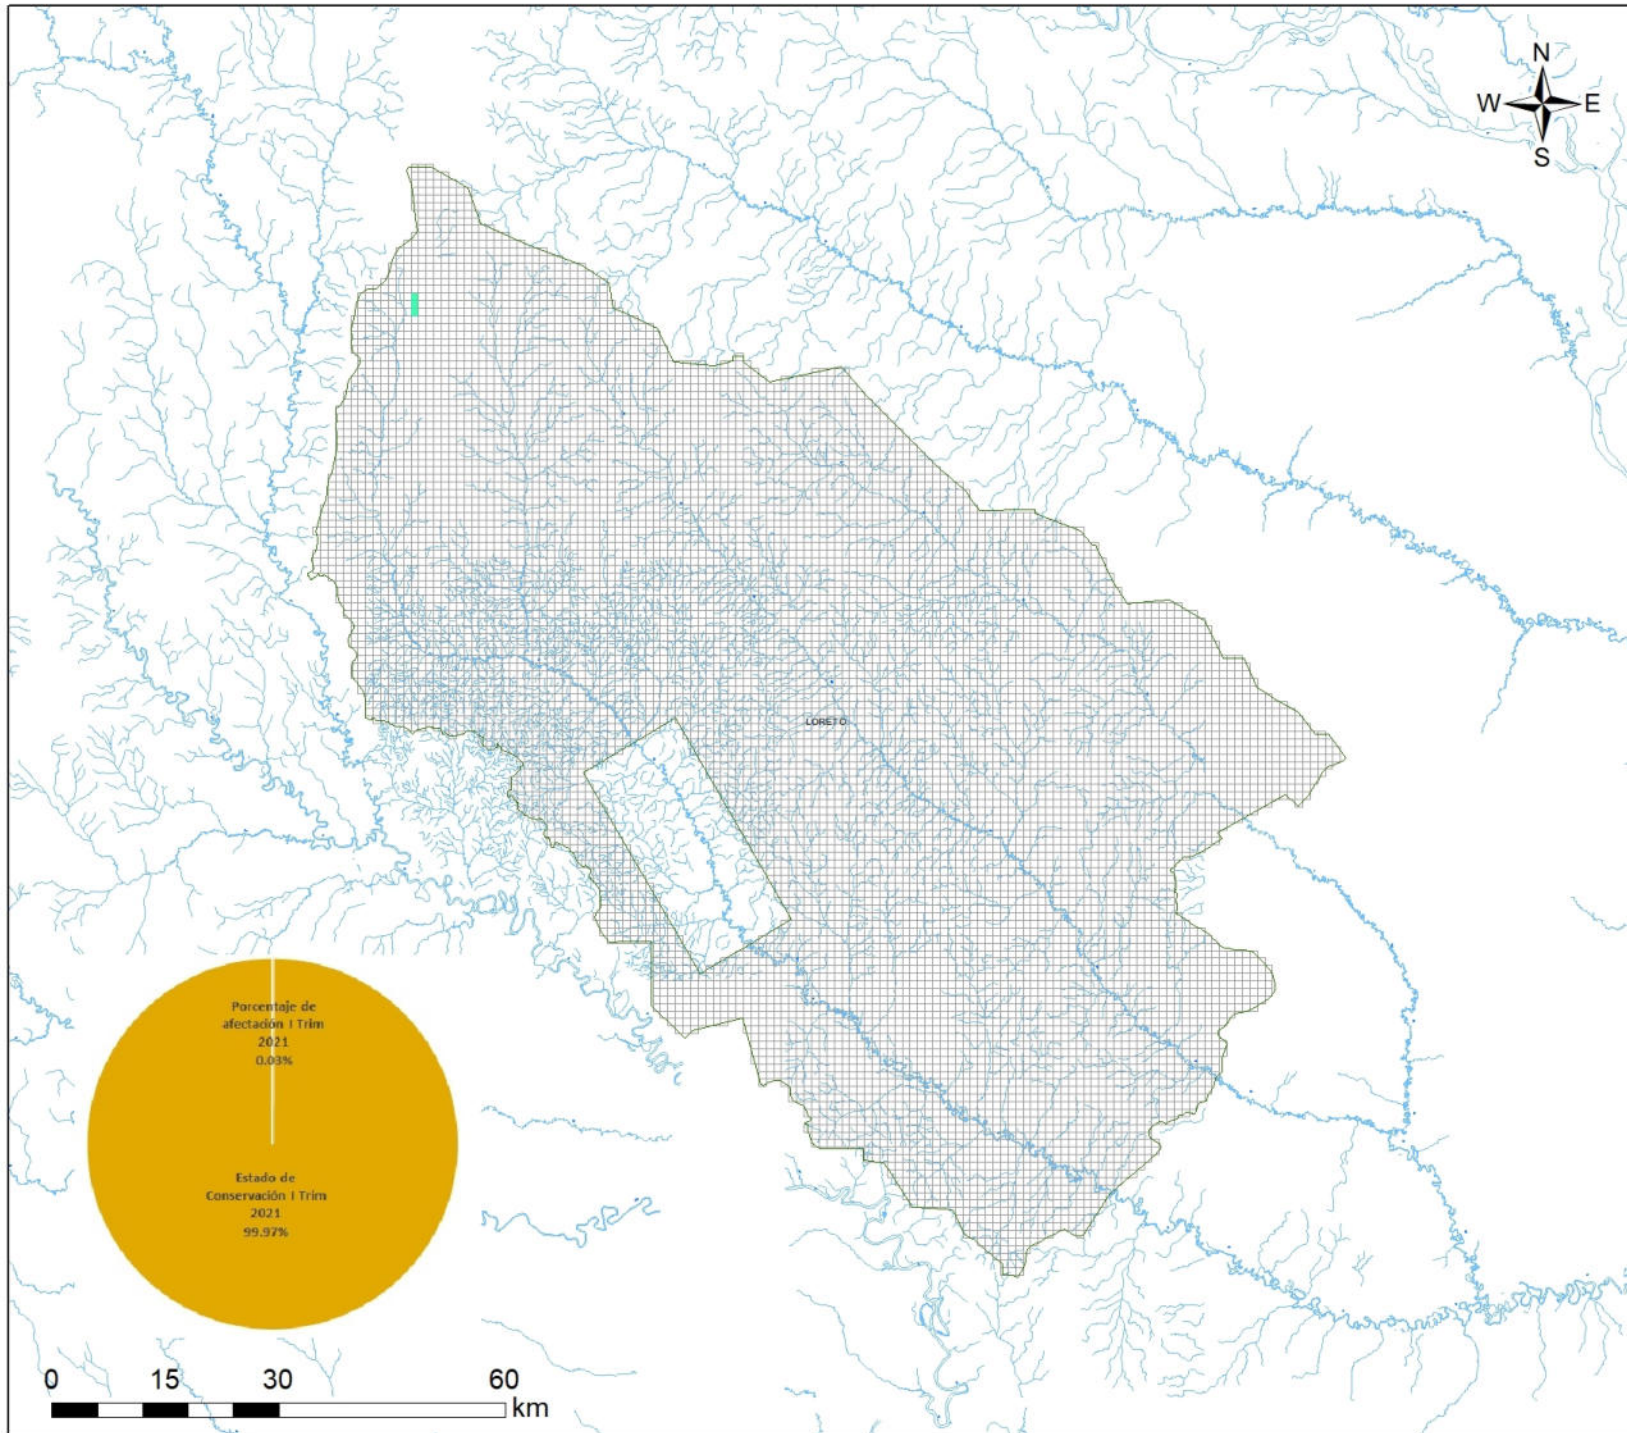 N
W E
S
LORETO
Porcentaje de
afectación I Trim
2021
0.03%
Estado de
Conservación I Trim
2021
99.97%
0 15 30 60
km